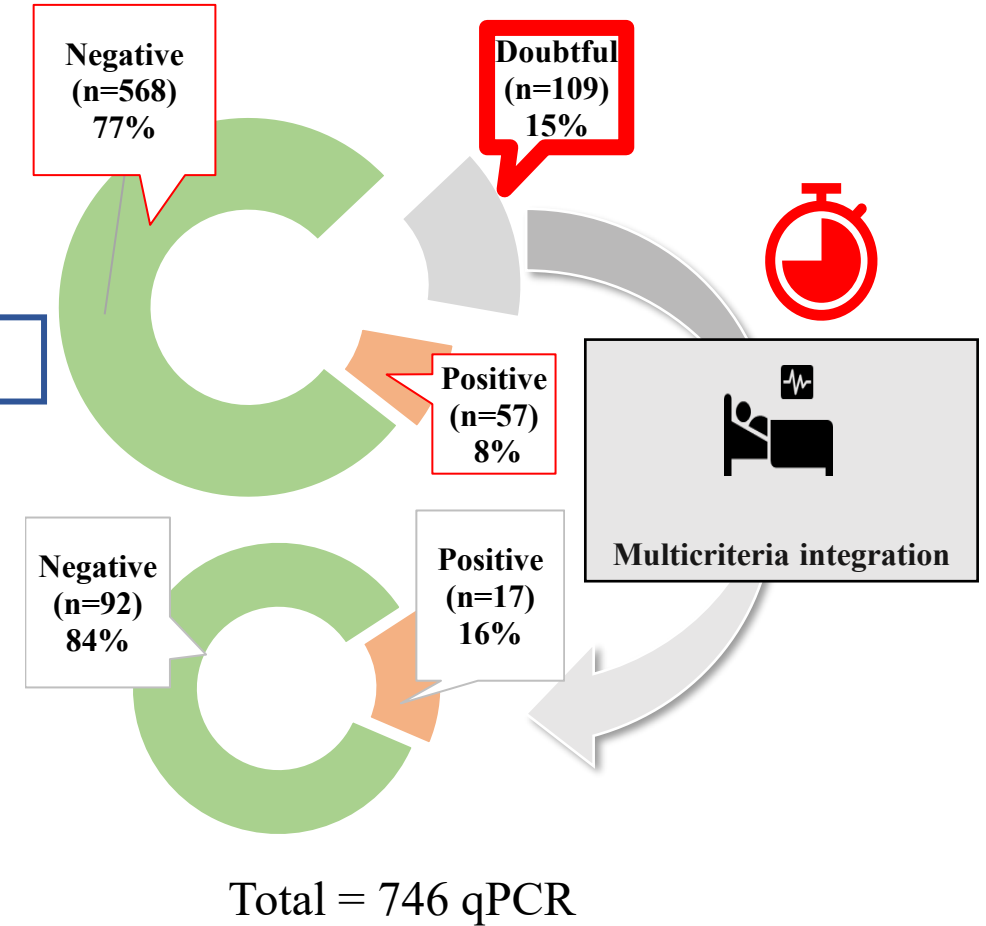 Negative
(n=568)
77%
Doubtful
(n=109)
15%
Positive
(n=57)
8%
Multicriteria integration
Negative
(n=92)
84%
Positive
(n=17)
16%
Total = 746 qPCR